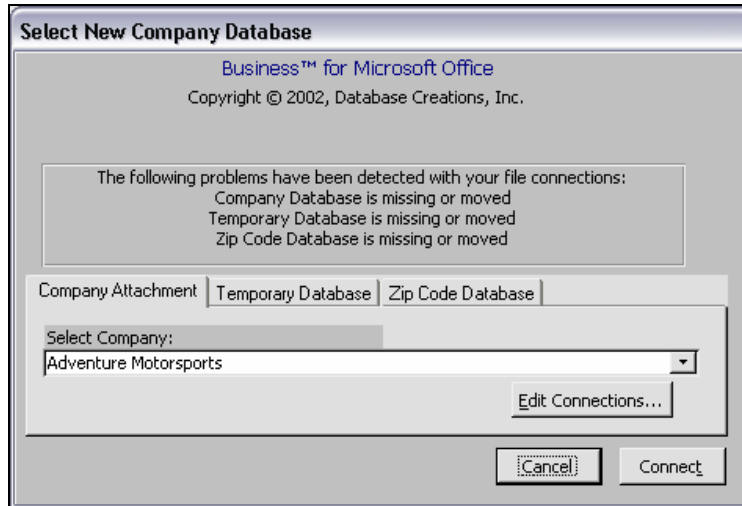 Select New Company Database
Business™ for Microsoft Office
Copyright © 2002, Database Creations, Inc.
The following problems have been detected with your file connections:
Company Database is missing or moved
Temporary Database is missing or moved
Zip Code Database is missing or moved
Company Attachment Temporary Database Zip Code Database
Select Company:
Adventure Motorsports
Edit Connections...
Cancel Connect